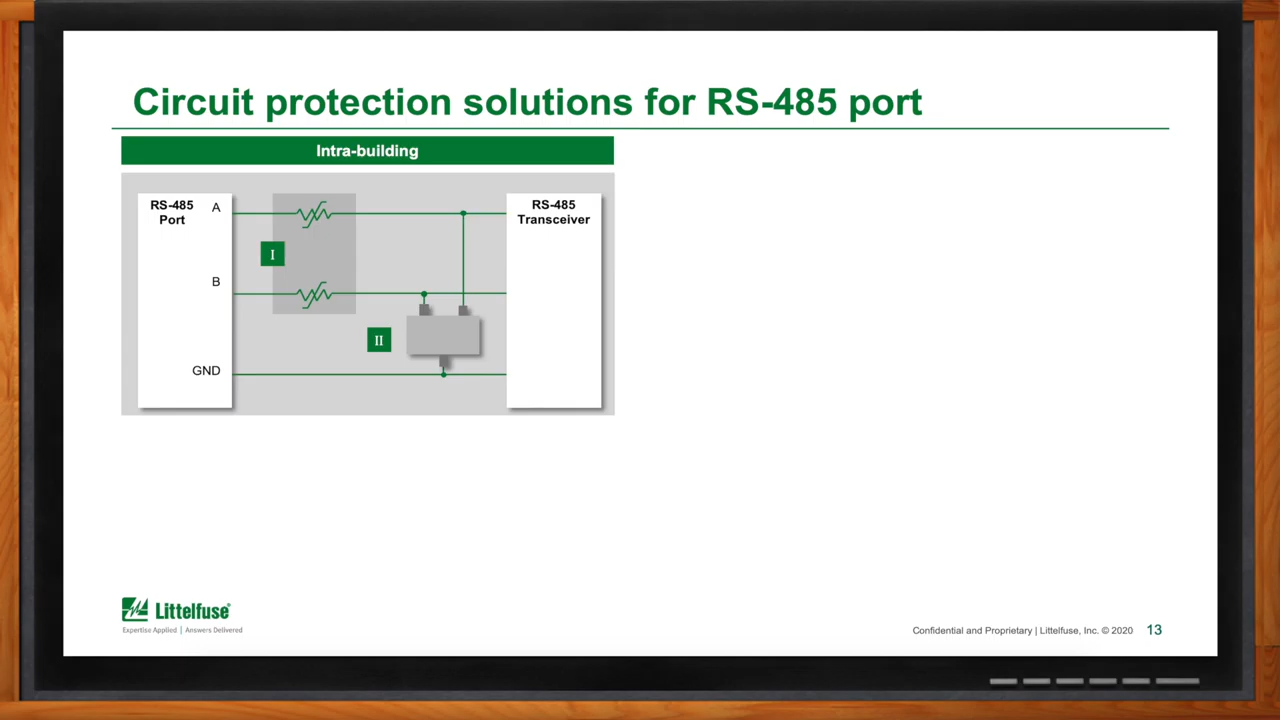 Circuit protection solutions for RS-485 port
Intra-building
RS-485
Port
A
RS-485
Transceiver
I
B
II
GND
Littelfuse®
Expertise Applied | Answers Delivered
Confidential and Proprietary | Littelfuse, Inc. © 2020
13